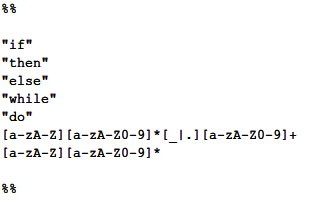 %%
"if"
"then"
"else"
"while"
"do"
[a-zA-Z][a-zA-Z0-9]*[_|.][a-zA-Z0-9]+
[a-zA-Z][a-zA-Z0-9]*
%%